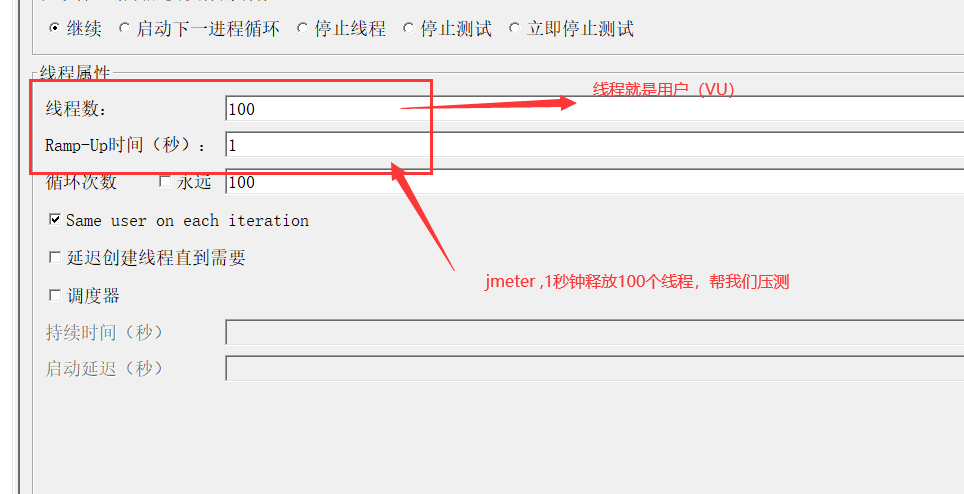 继续 启动下一进程循环 停止线程 停止测试 立即停止测试
线程属性
线程数： 100 线程就是用户（VU）
Ramp-Up时间（秒）： 1
循环次数 永远 100
Same user on each iteration
延迟创建线程直到需要
jmeter ,1秒钟释放100个线程，帮我们压测
调度器
持续时间（秒）
启动延迟（秒）